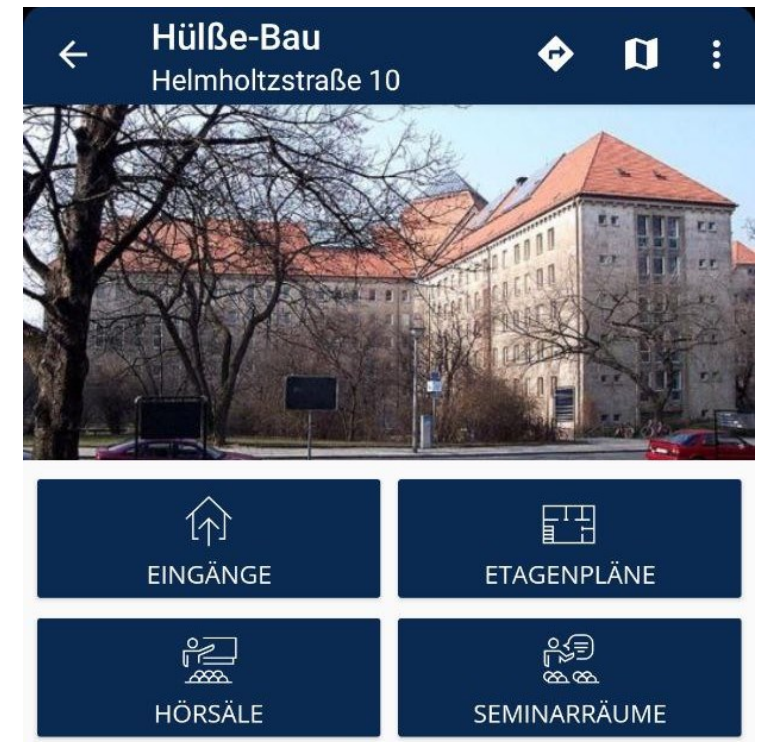 Hülße-Bau
Helmholtzstraße 10
EINGÄNGE
ETAGENPLÄNE
HÖRSÄLE
SEMINARRÄUME